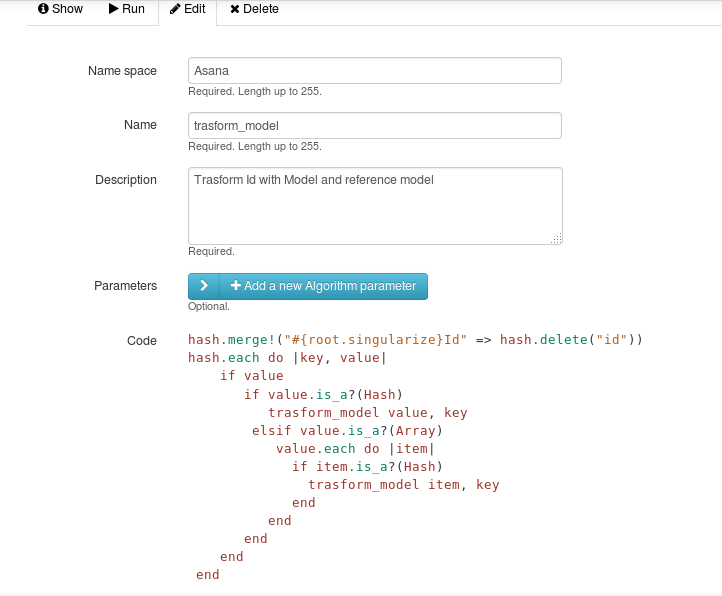 Show Run Edit Delete
Name space Asana
Required. Length up to 255.
Name trasform_model
Required. Length up to 255.
Description Trasform Id with Model and reference model
Required.
Parameters Add a new Algorithm parameter
Optional.
Code hash.merge!("#{root.singularize}Id" => hash.delete("id"))
hash.each do |key, value|
    if value
       if value.is_a?(Hash)
          trasform_model value, key
        elsif value.is_a?(Array)
           value.each do |item|
             if item.is_a?(Hash)
               trasform_model item, key
             end
          end
       end
    end
 end